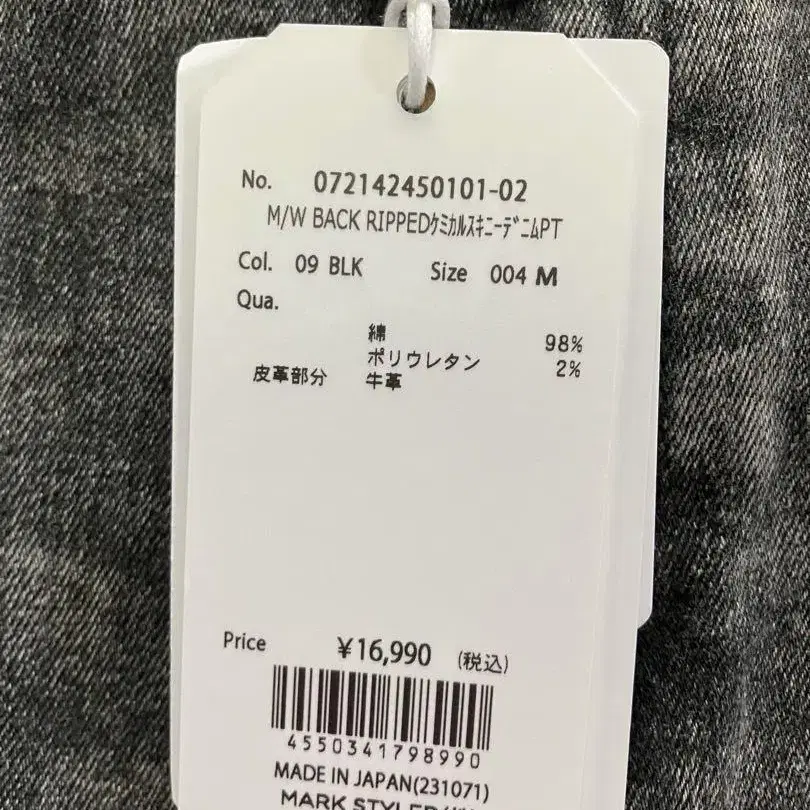 No. 072142450101-02
M/W BACK RIPPEDｹﾐｶﾙｽｷﾆｰﾃﾞﾆﾑPT
Col. 09 BLK Size 004 M
Qua.
綿 98%
ポリウレタン 2%
皮革部分 牛革
Price ¥16,990 (税込)
4550341798990
MADE IN JAPAN(231071)
MARK STYLER